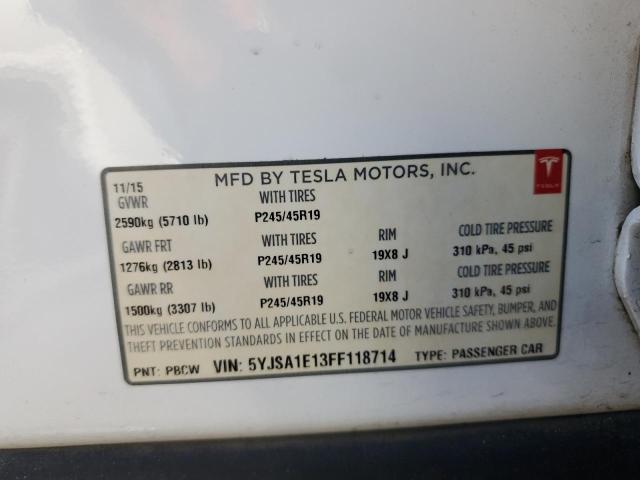 MFD BY TESLA MOTORS, INC.
TESLA
11/15
GVWR WITH TIRES
2590kg (5710 lb) P245/45R19
GAWR FRT WITH TIRES RIM COLD TIRE PRESSURE
1276kg (2813 lb) P245/45R19 19X8 J 310 kPa, 45 psi
GAWR RR WITH TIRES RIM COLD TIRE PRESSURE
1500kg (3307 lb) P245/45R19 19X8 J 310 kPa, 45 psi
THIS VEHICLE CONFORMS TO ALL APPLICABLE U.S. FEDERAL MOTOR VEHICLE SAFETY, BUMPER, AND
THEFT PREVENTION STANDARDS IN EFFECT ON THE DATE OF MANUFACTURE SHOWN ABOVE.
PNT: PBCW VIN: 5YJSA1E13FF118714 TYPE: PASSENGER CAR